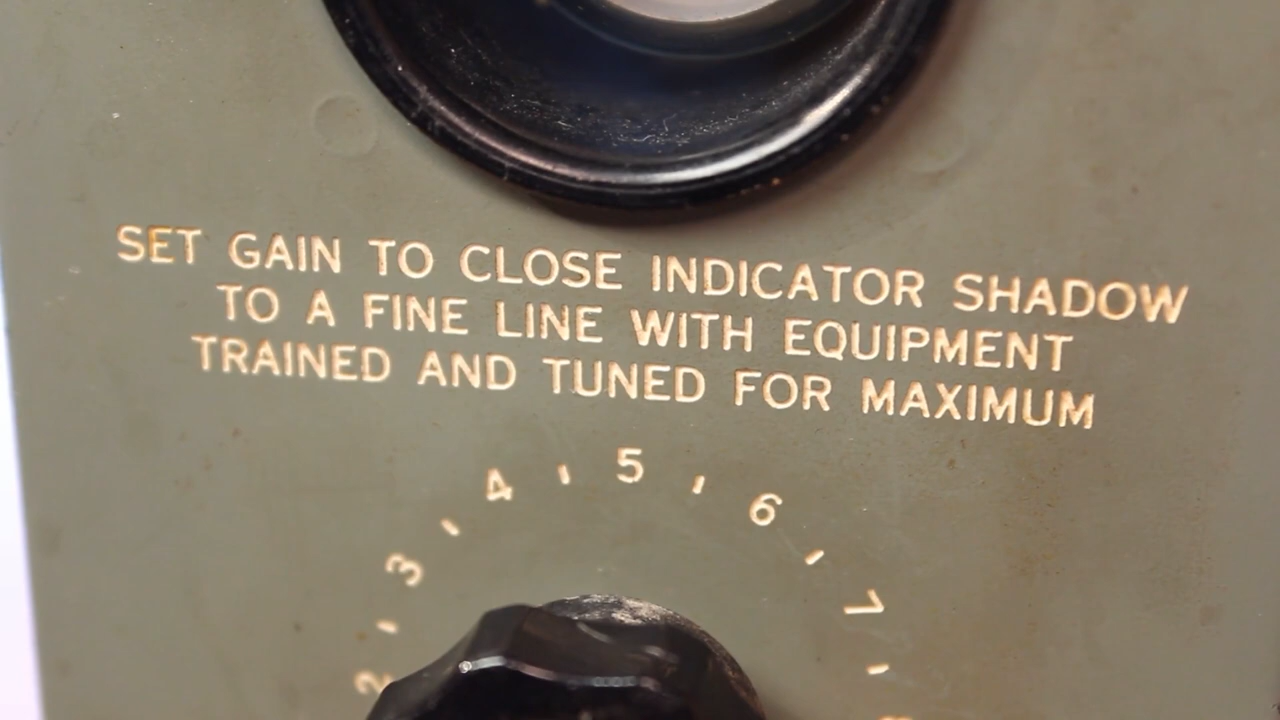 SET GAIN TO CLOSE INDICATOR SHADOW
TO A FINE LINE WITH EQUIPMENT
TRAINED AND TUNED FOR MAXIMUM
2 3 4 5 6 7